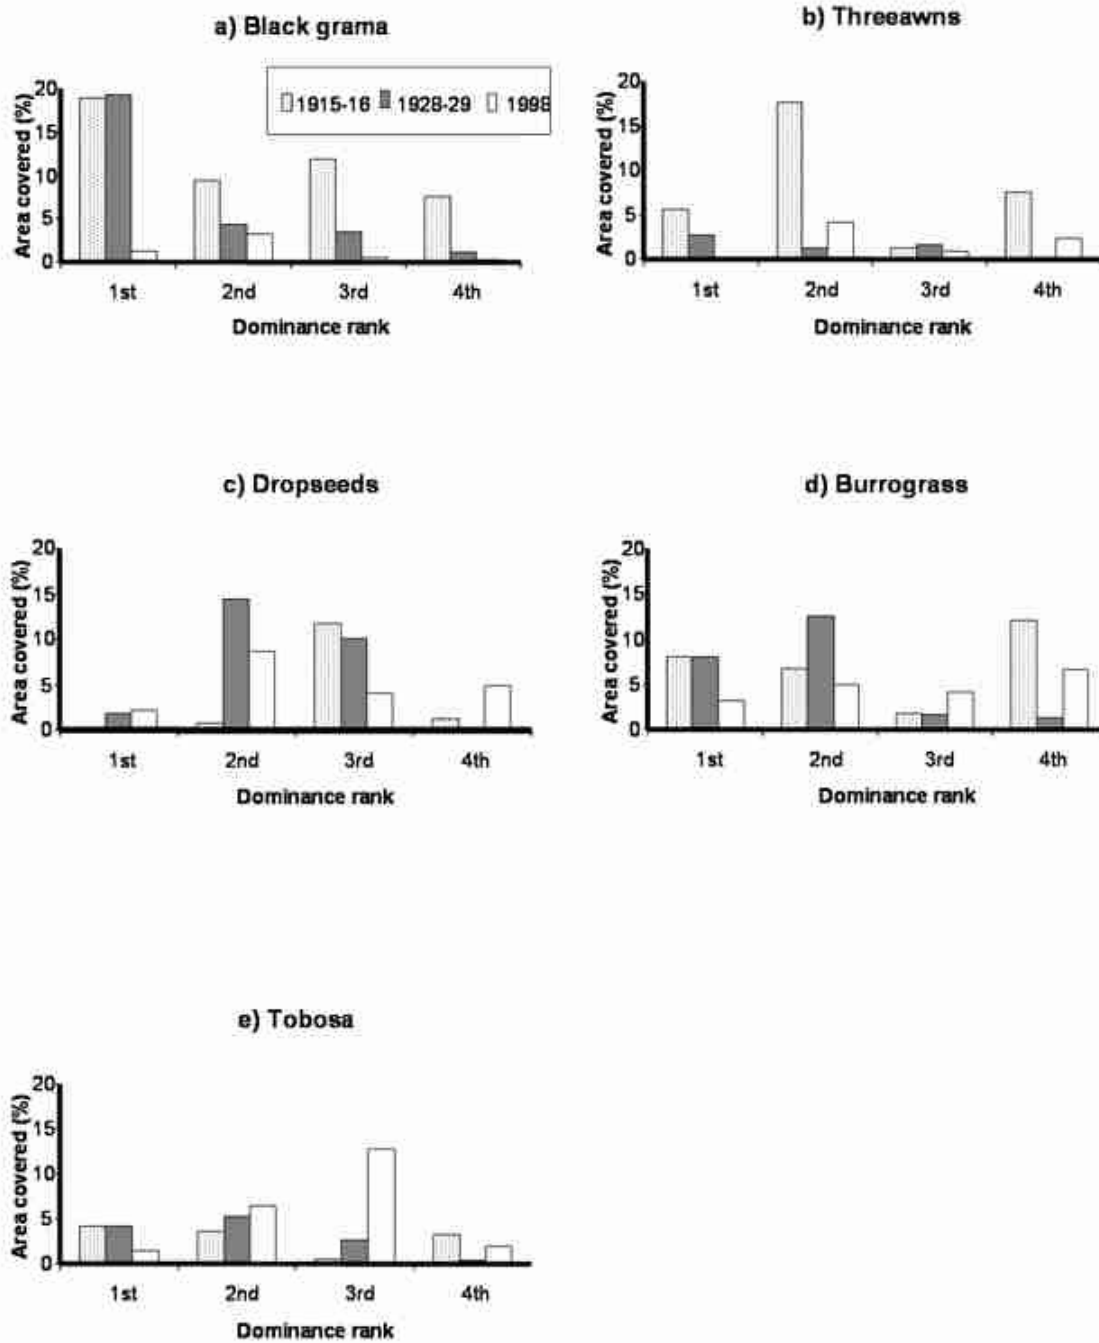 a) Black grama
1915-16 1928-29 1998
Area covered (%)
20
15
10
5
0
1st 2nd 3rd 4th
Dominance rank
b) Threeawns
Area covered (%)
20
15
10
5
0
1st 2nd 3rd 4th
Dominance rank
c) Dropseeds
Area covered (%)
20
15
10
5
0
1st 2nd 3rd 4th
Dominance rank
d) Burrograss
Area covered (%)
20
15
10
5
0
1st 2nd 3rd 4th
Dominance rank
e) Tobosa
Area covered (%)
20
15
10
5
0
1st 2nd 3rd 4th
Dominance rank